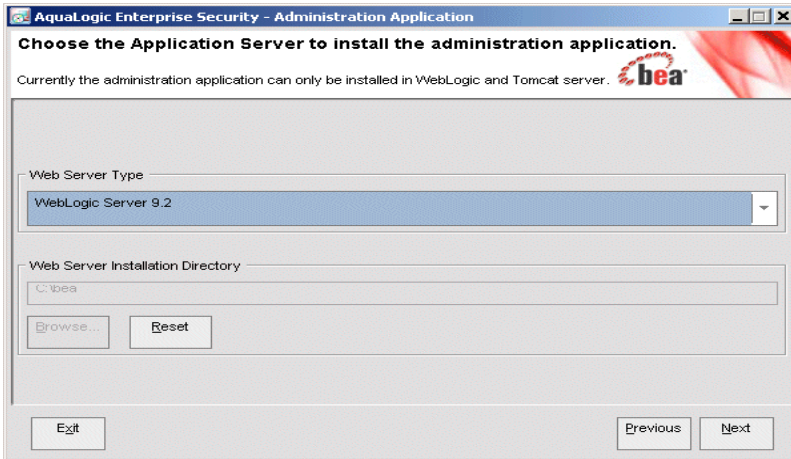 AquaLogic Enterprise Security - Administration Application
Choose the Application Server to install the administration application.
Currently the administration application can only be installed in WebLogic and Tomcat server.
bea
Web Server Type
WebLogic Server 9.2
Web Server Installation Directory
C:\bea
Browse...
Reset
Exit
Previous
Next